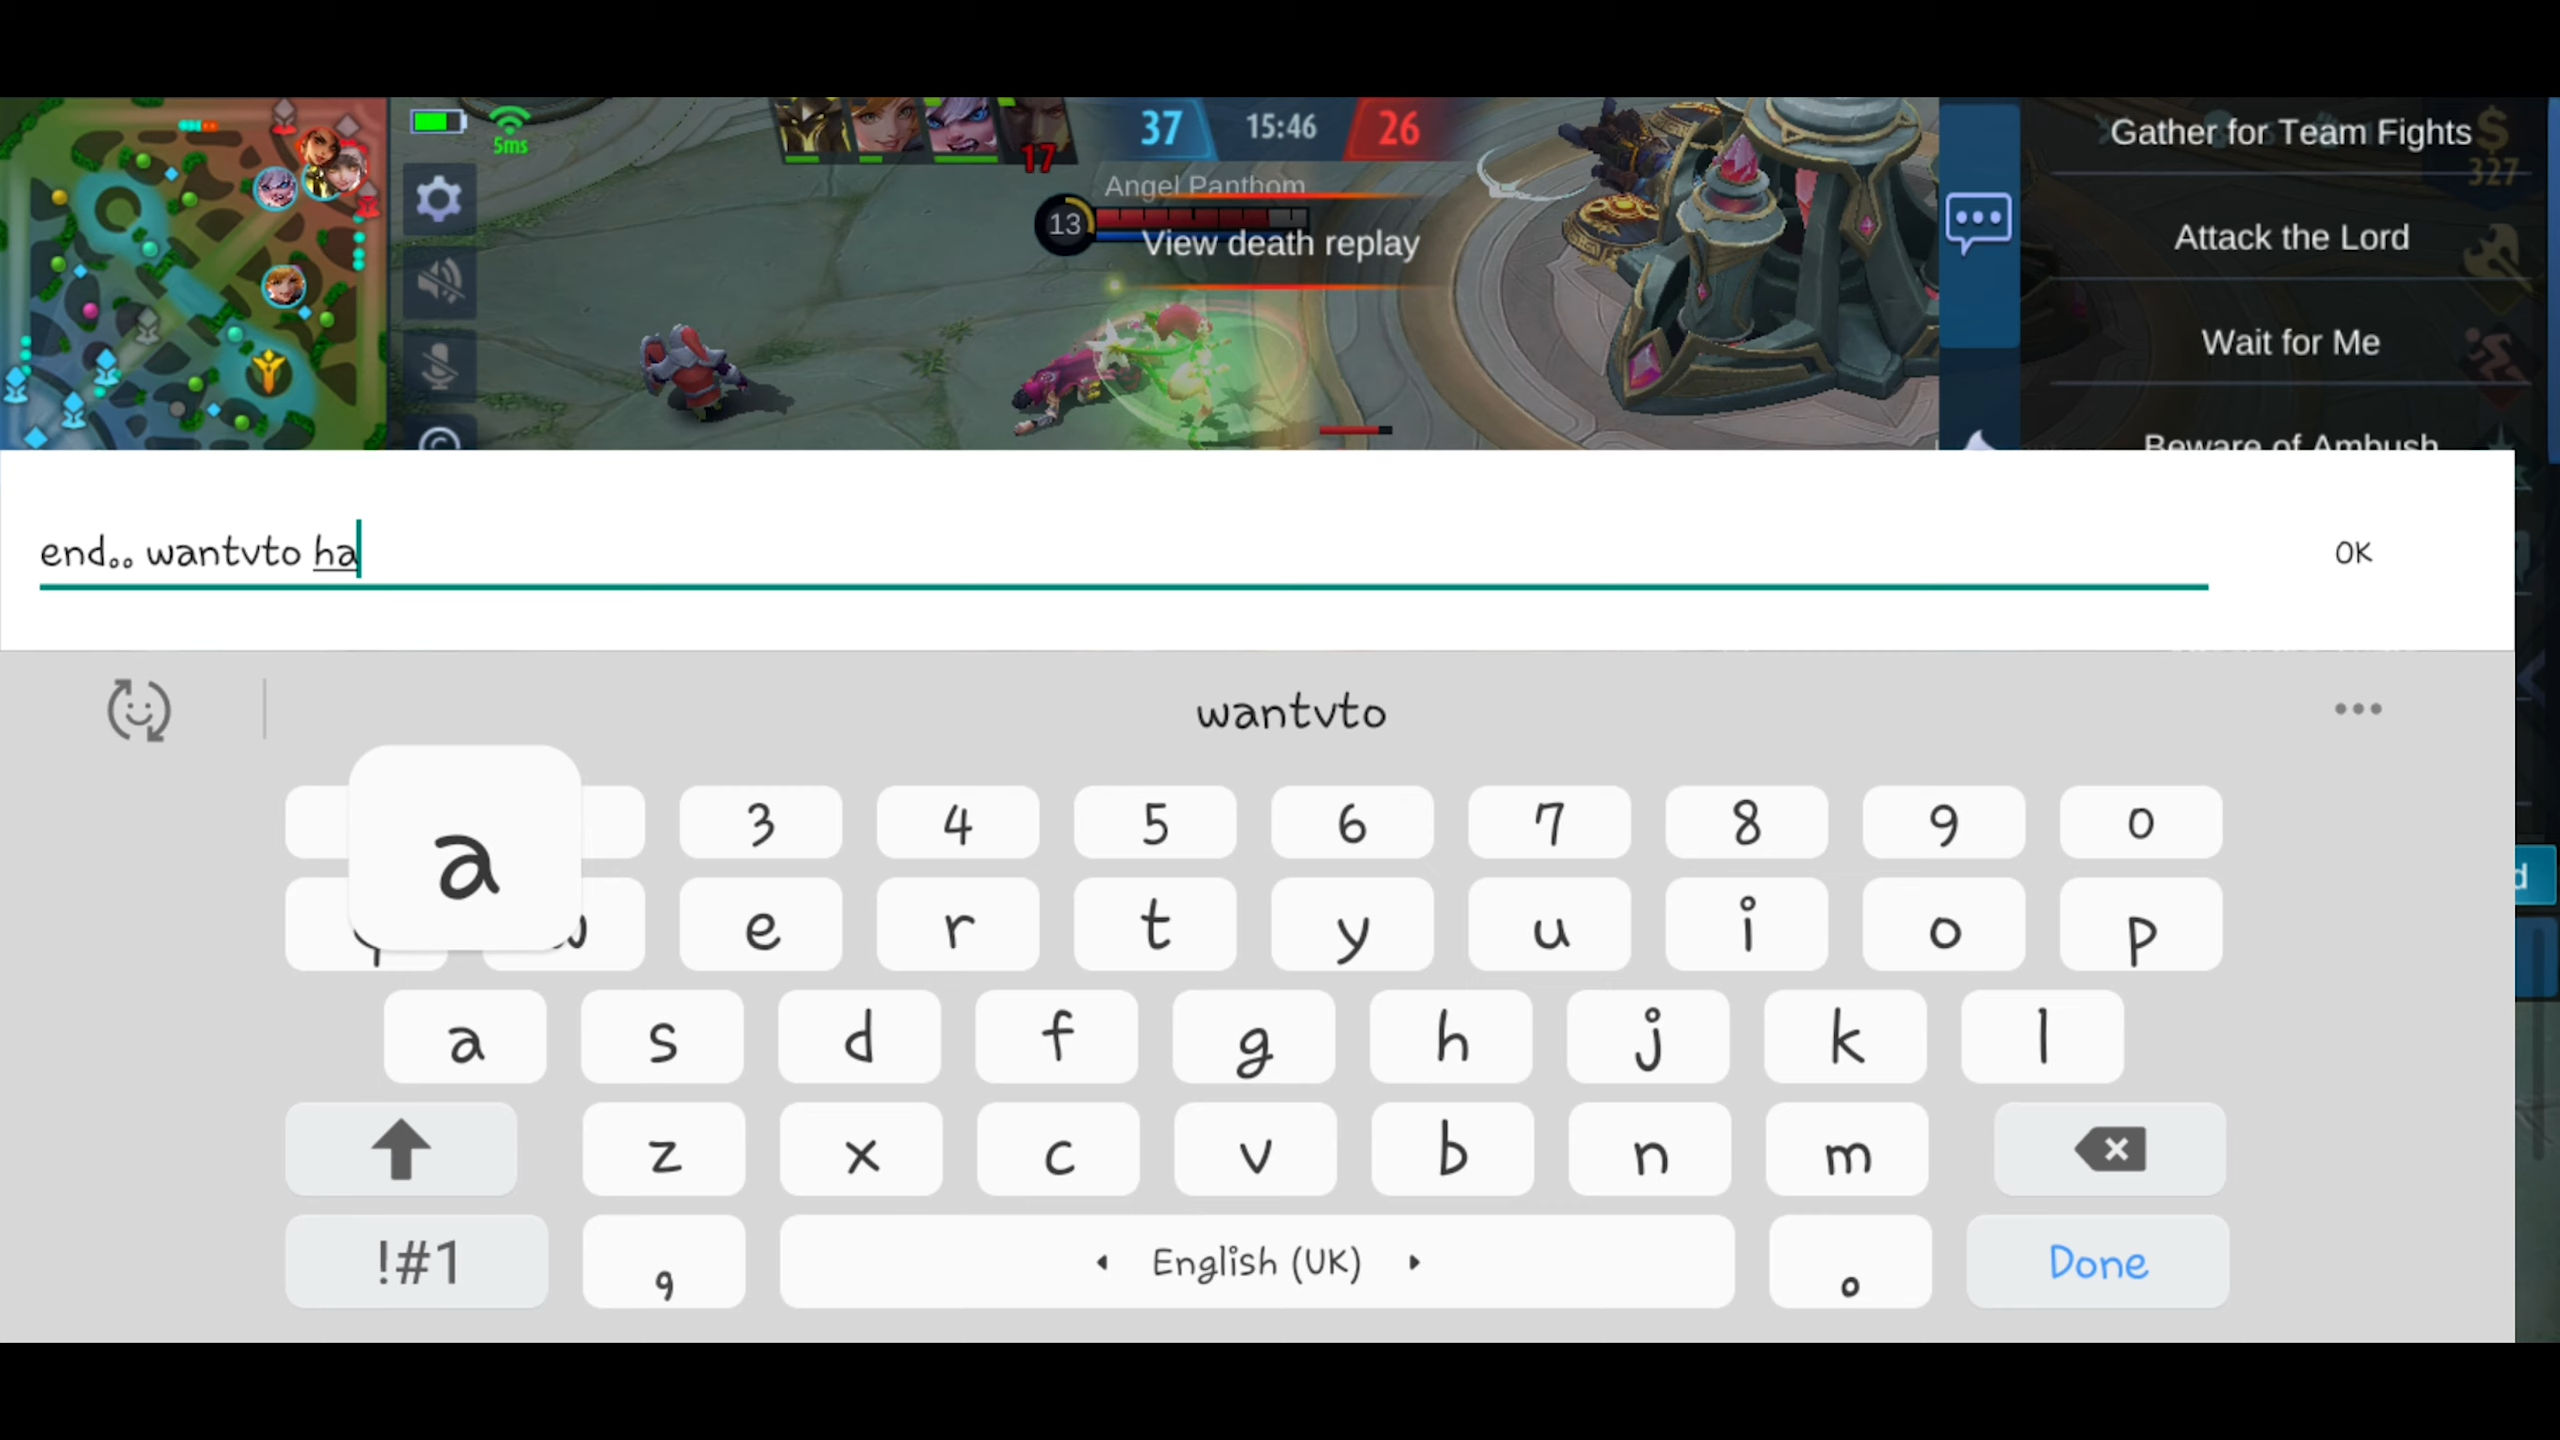 5ms
17
37 15:46 26
Angel Panthom
13
View death replay
Gather for Team Fights
327
Attack the Lord
Wait for Me
Beware of Ambush
end.. wantvto ha
OK
wantvto
a
3 4 5 6 7 8 9 0
e r t y u i o p
a s d f g h j k l
z x c v b n m
!#1 , English (UK) . Done
d